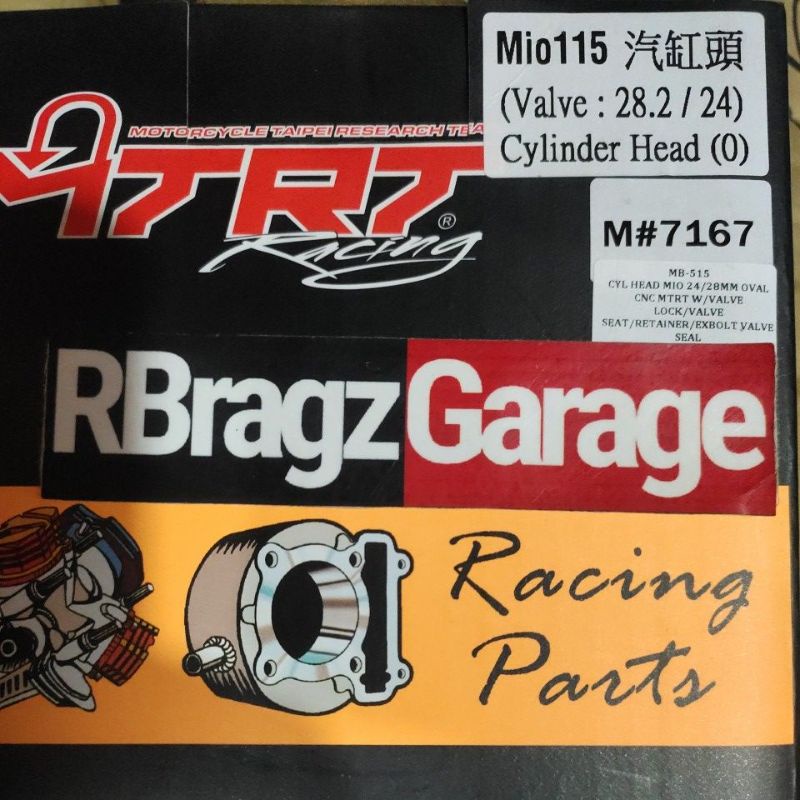 Mio115 汽缸頭
(Valve : 28.2 / 24)
Cylinder Head (0)
MOTORCYCLE TAIPEI RESEARCH TEA
MTRT
®
Racing
M#7167
MB-515
CYL HEAD MIO 24/28MM OVAL
CNC MTRT W/VALVE
LOCK/VALVE
SEAT/RETAINER/EXBOLT VALVE
SEAL
RBragz Garage
Racing
Parts